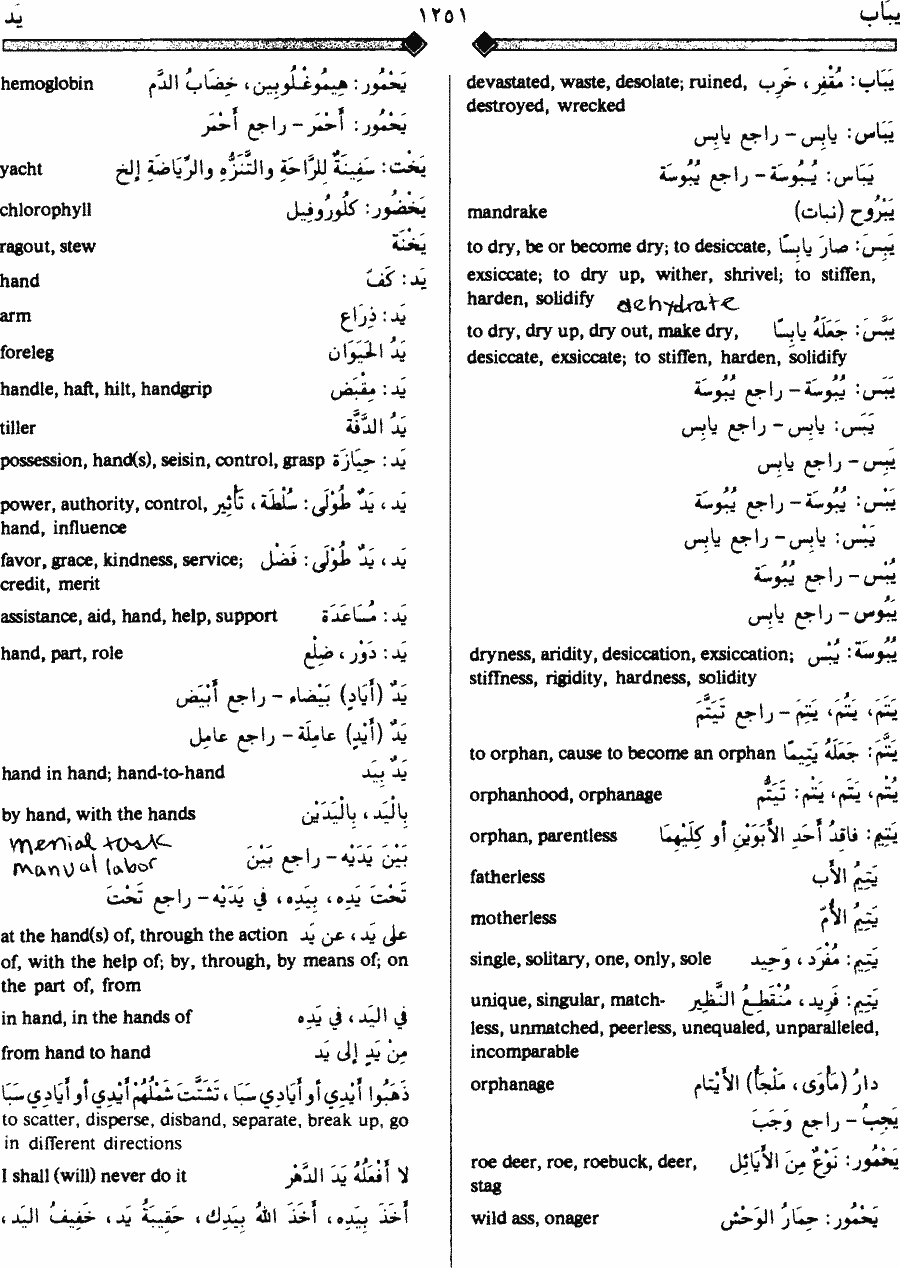 يَبَاب ١٢٥١ يَد
يَبَاب: مُقْفِر، خَرِب devastated, waste, desolate; ruined,
destroyed, wrecked
يَبَّاس: يابِس - راجع يابِس
يَبَاس: يُبُوسَة - راجع يُبُوسَة
يَبْرُوح (نبات) mandrake
يَبِسَ: صارَ يابِسًا to dry, be or become dry; to desiccate,
exsiccate; to dry up, wither, shrivel; to stiffen,
harden, solidify dehydrate
يَبَّسَ: جَعَلَهُ يابِسًا to dry, dry up, dry out, make dry,
desiccate, exsiccate; to stiffen, harden, solidify
يَبَس: يُبُوسَة - راجع يُبُوسَة
يَبَس: يابِس - راجع يابِس
يَبِس - راجع يابِس
يَبْس: يُبُوسَة - راجع يُبُوسَة
يَبْس: يابِس - راجع يابِس
يُبْس - راجع يُبُوسَة
يَبُوس - راجع يابِس
يُبُوسَة: يُبْس dryness, aridity, desiccation, exsiccation;
stiffness, rigidity, hardness, solidity
يَتَمَ، يَتُمَ، يَتِمَ - راجع تَيَتَّمَ
يَتَّمَ: جَعَلَهُ يَتِيمًا to orphan, cause to become an orphan
يُتْم، يَتَم، يَتْم: تَيَتُّم orphanhood, orphanage
يَتِيم: فاقِدُ أَحَدِ الأَبَوَيْنِ أو كِلَيْهِمَا orphan, parentless
يَتِيمُ الأَب fatherless
يَتِيمُ الأُمّ motherless
يَتِيم: مُفْرَد، وَحِيد single, solitary, one, only, sole
يَتِيم: فَرِيد، مُنْقَطِعُ النَّظِير unique, singular, match-
less, unmatched, peerless, unequaled, unparalleled,
incomparable
دارُ (مَأْوَى، مَلْجَأ) الأَيْتَام orphanage
يَجِبُ - راجع وَجَبَ
يَحْمُور: نَوْعٌ مِنَ الأَيائِل roe deer, roe, roebuck, deer,
stag
يَحْمُور: حِمَارُ الوَحْش wild ass, onager
يَحْمُور: هِيمُوغْلُوبِين، خِضَابُ الدَّم hemoglobin
يَحْمُور: أَحْمَر - راجع أَحْمَر
يَخْت: سَفِينَةٌ لِلرَّاحَةِ والتَّنَزُّهِ والرِّيَاضَةِ إلخ yacht
يَخْضُور: كلُورُوفِيل chlorophyll
يَخْنَة ragout, stew
يَد: كَفّ hand
يَد: ذِرَاع arm
يَدُ الحَيَوَان foreleg
يَد: مِقْبَض handle, haft, hilt, handgrip
يَدُ الدَّفَّة tiller
يَد: حِيَازَة possession, hand(s), seisin, control, grasp
يَد، يَدٌ طُولَى: سُلْطَة، تَأْثِير power, authority, control,
hand, influence
يَد، يَدٌ طُولَى: فَضْل favor, grace, kindness, service;
credit, merit
يَد: مُسَاعَدَة assistance, aid, hand, help, support
يَد: دَوْر، ضِلْع hand, part, role
يَدٌ (أَيَادٍ) بَيْضاء - راجع أَبْيَض
يَدٌ (أَيْدٍ) عامِلَة - راجع عامِل
يَدٌ بِيَد hand in hand; hand-to-hand
بِالْيَد، بِالْيَدَيْن by hand, with the hands
menial task
manual labor
بَيْنَ يَدَيْه - راجع بَيْنَ
تَحْتَ يَدِه، بِيَدِه، في يَدَيْه - راجع تَحْتَ
على يَد، عن يَد at the hand(s) of, through the action
of, with the help of; by, through, by means of; on
the part of, from
في اليَد، في يَدِه in hand, in the hands of
مِنْ يَدٍ إلى يَد from hand to hand
ذَهَبُوا أَيْدِي أو أَيَادِي سَبَا، تَشَتَّتَ شَمْلُهُمْ أَيْدِي أو أَيَادِي سَبَا
to scatter, disperse, disband, separate, break up, go
in different directions
لا أَفْعَلُهُ يَدَ الدَّهْر I shall (will) never do it
أَخَذَ بِيَدِه، أَخَذَ اللّٰهُ بِيَدِك، حَقِيبَةُ يَد، خَفِيفُ اليَد،